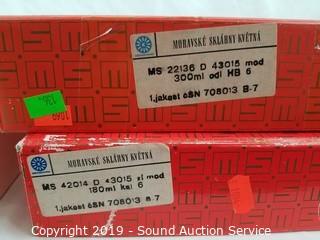 MORAVSKÉ SKLÁRNY KVĚTNÁ
MS 22136 D 43015 mod
300ml odl HB 6
1.jakost ČSN 708013 B-7
MORAVSKÉ SKLÁRNY KVĚTNÁ
MS 42014 D 43015 zl mod
180ml kal 6
1.jakost ČSN 708013 B-7
Copyright 2019 - Sound Auction Service